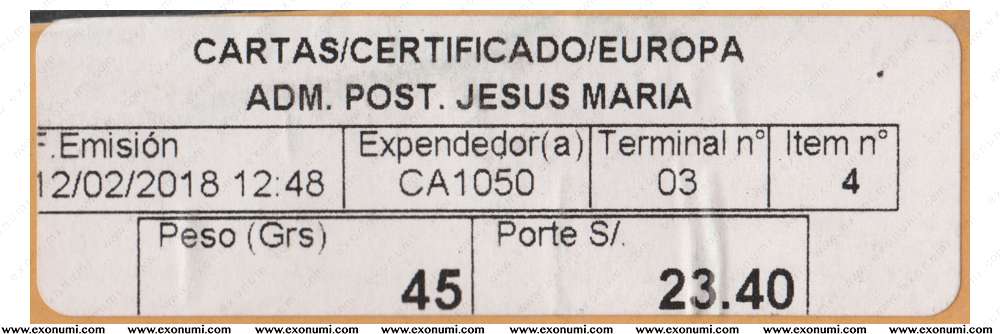 CARTAS/CERTIFICADO/EUROPA
ADM. POST. JESUS MARIA
F.Emisión Expendedor(a) Terminal n° Item n°
12/02/2018 12:48 CA1050 03 4
Peso (Grs) Porte S/.
45 23.40
www.exonumi.com www.exonumi.com www.exonumi.com www.exonumi.com www.exonumi.com www.exonumi.com www.exonumi.com www.exonumi.com